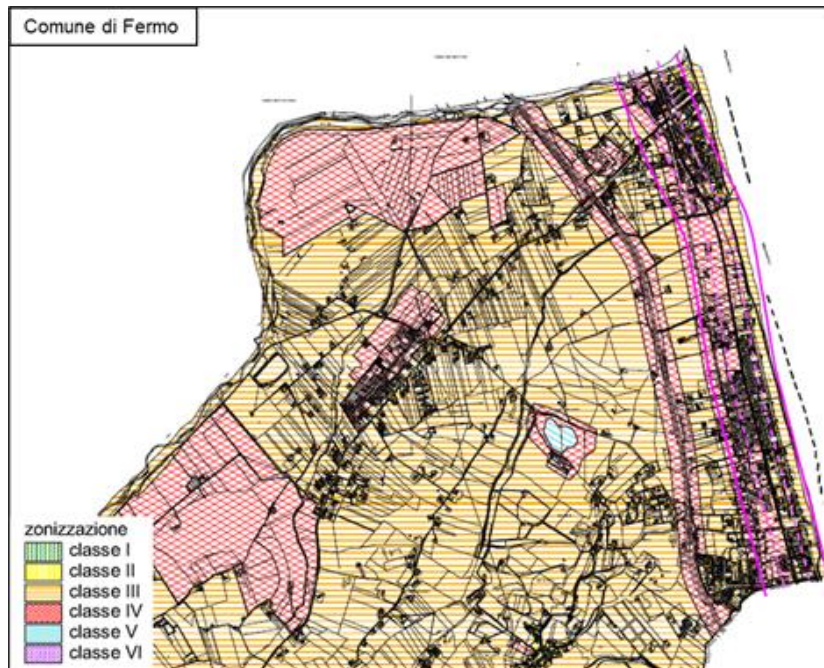 Comune di Fermo
zonizzazione
classe I
classe II
classe III
classe IV
classe V
classe VI